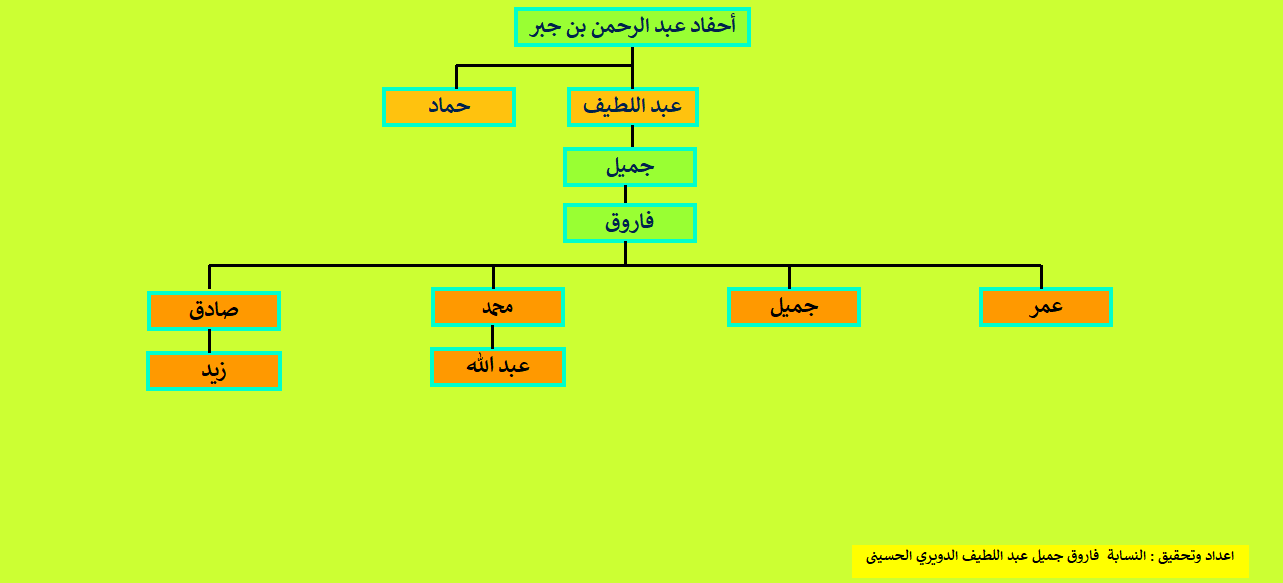 أحفاد عبد الرحمن بن جبر
عبد اللطيف
حماد
جميل
فاروق
عمر
جميل
محمد
صادق
عبد الله
زيد
اعداد وتحقيق : النسابة فاروق جميل عبد اللطيف الدويري الحسينى